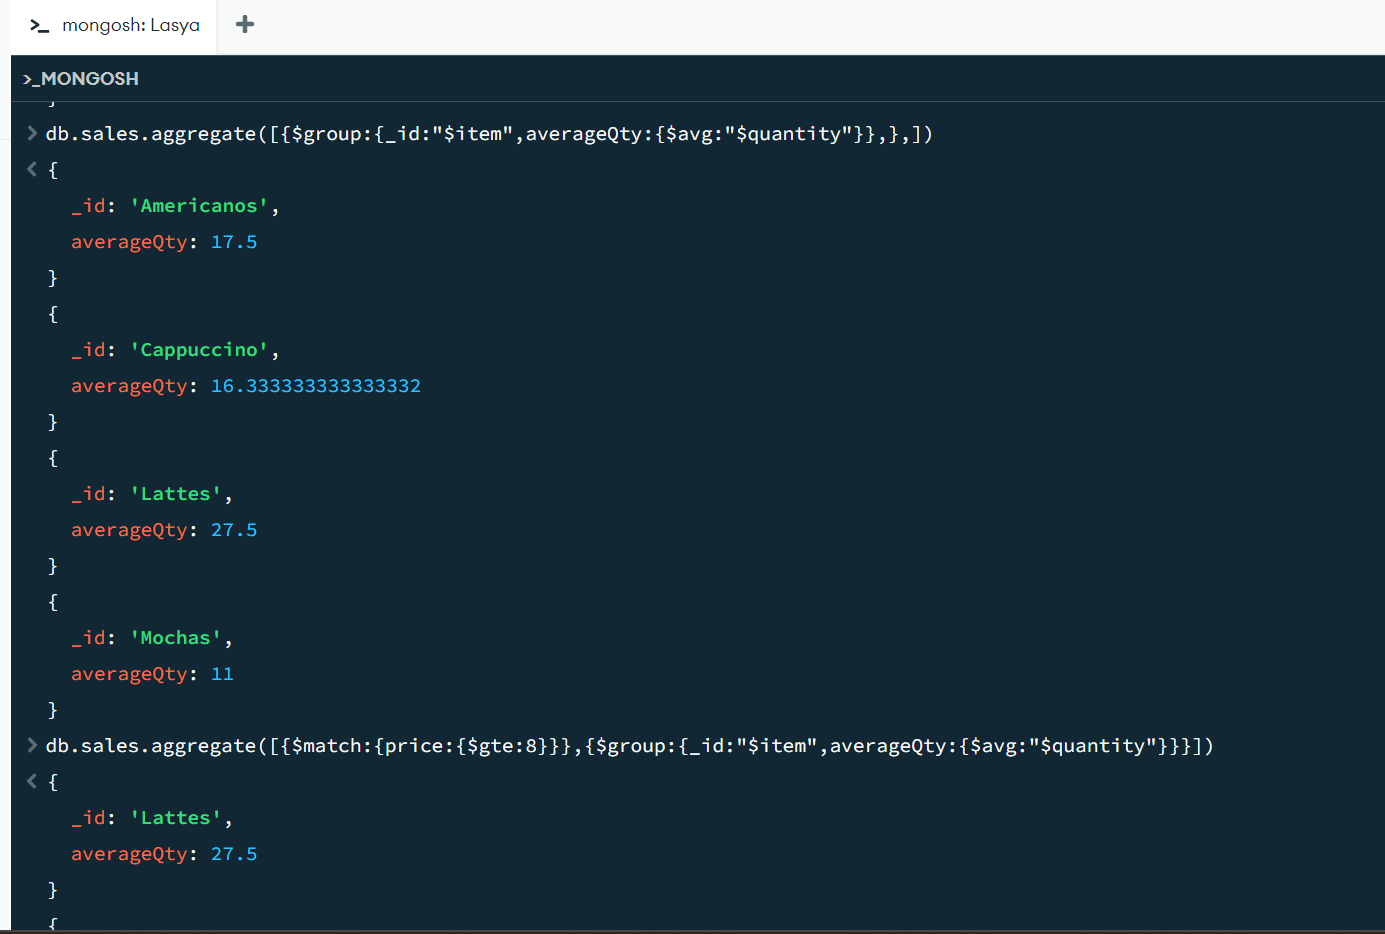 mongosh: Lasya +
>_MONGOSH
}
> db.sales.aggregate([{$group:{_id:"$item",averageQty:{$avg:"$quantity"}},},])
< {
_id: 'Americanos',
averageQty: 17.5
}
{
_id: 'Cappuccino',
averageQty: 16.333333333333332
}
{
_id: 'Lattes',
averageQty: 27.5
}
{
_id: 'Mochas',
averageQty: 11
}
> db.sales.aggregate([{$match:{price:{$gte:8}}},{$group:{_id:"$item",averageQty:{$avg:"$quantity"}}}])
< {
_id: 'Lattes',
averageQty: 27.5
}
{